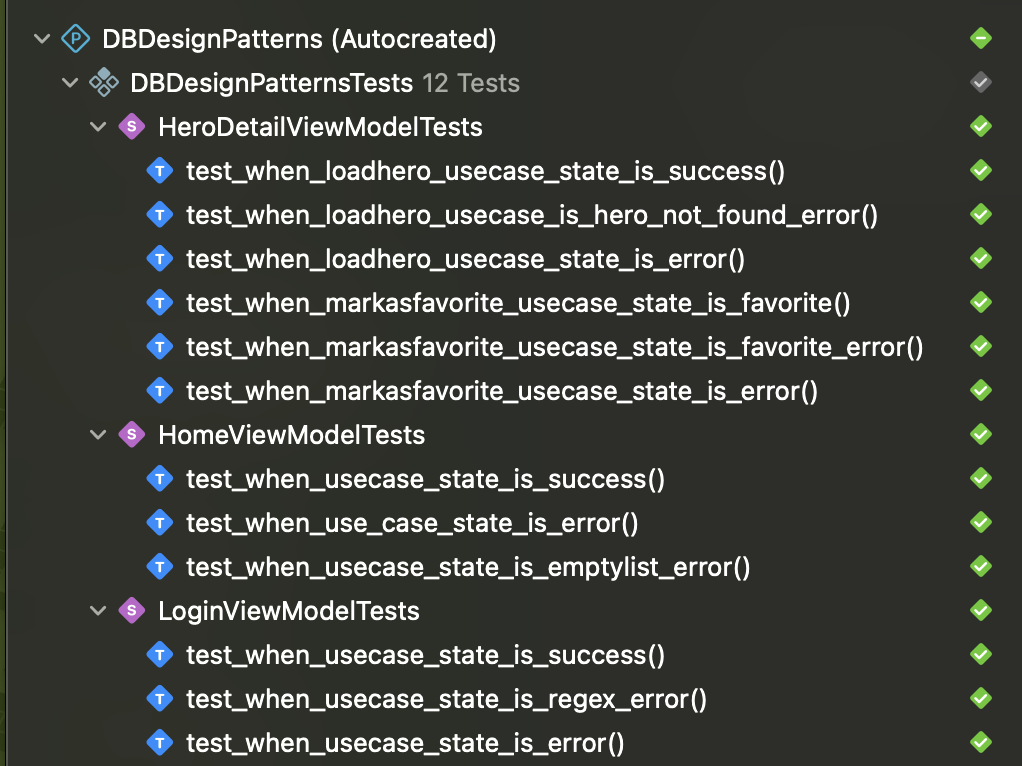 P DBDesignPatterns (Autocreated)
DBDesignPatternsTests 12 Tests
S HeroDetailViewModelTests
T test_when_loadhero_usecase_state_is_success()
T test_when_loadhero_usecase_is_hero_not_found_error()
T test_when_loadhero_usecase_state_is_error()
T test_when_markasfavorite_usecase_state_is_favorite()
T test_when_markasfavorite_usecase_state_is_favorite_error()
T test_when_markasfavorite_usecase_state_is_error()
S HomeViewModelTests
T test_when_usecase_state_is_success()
T test_when_use_case_state_is_error()
T test_when_usecase_state_is_emptylist_error()
S LoginViewModelTests
T test_when_usecase_state_is_success()
T test_when_usecase_state_is_regex_error()
T test_when_usecase_state_is_error()